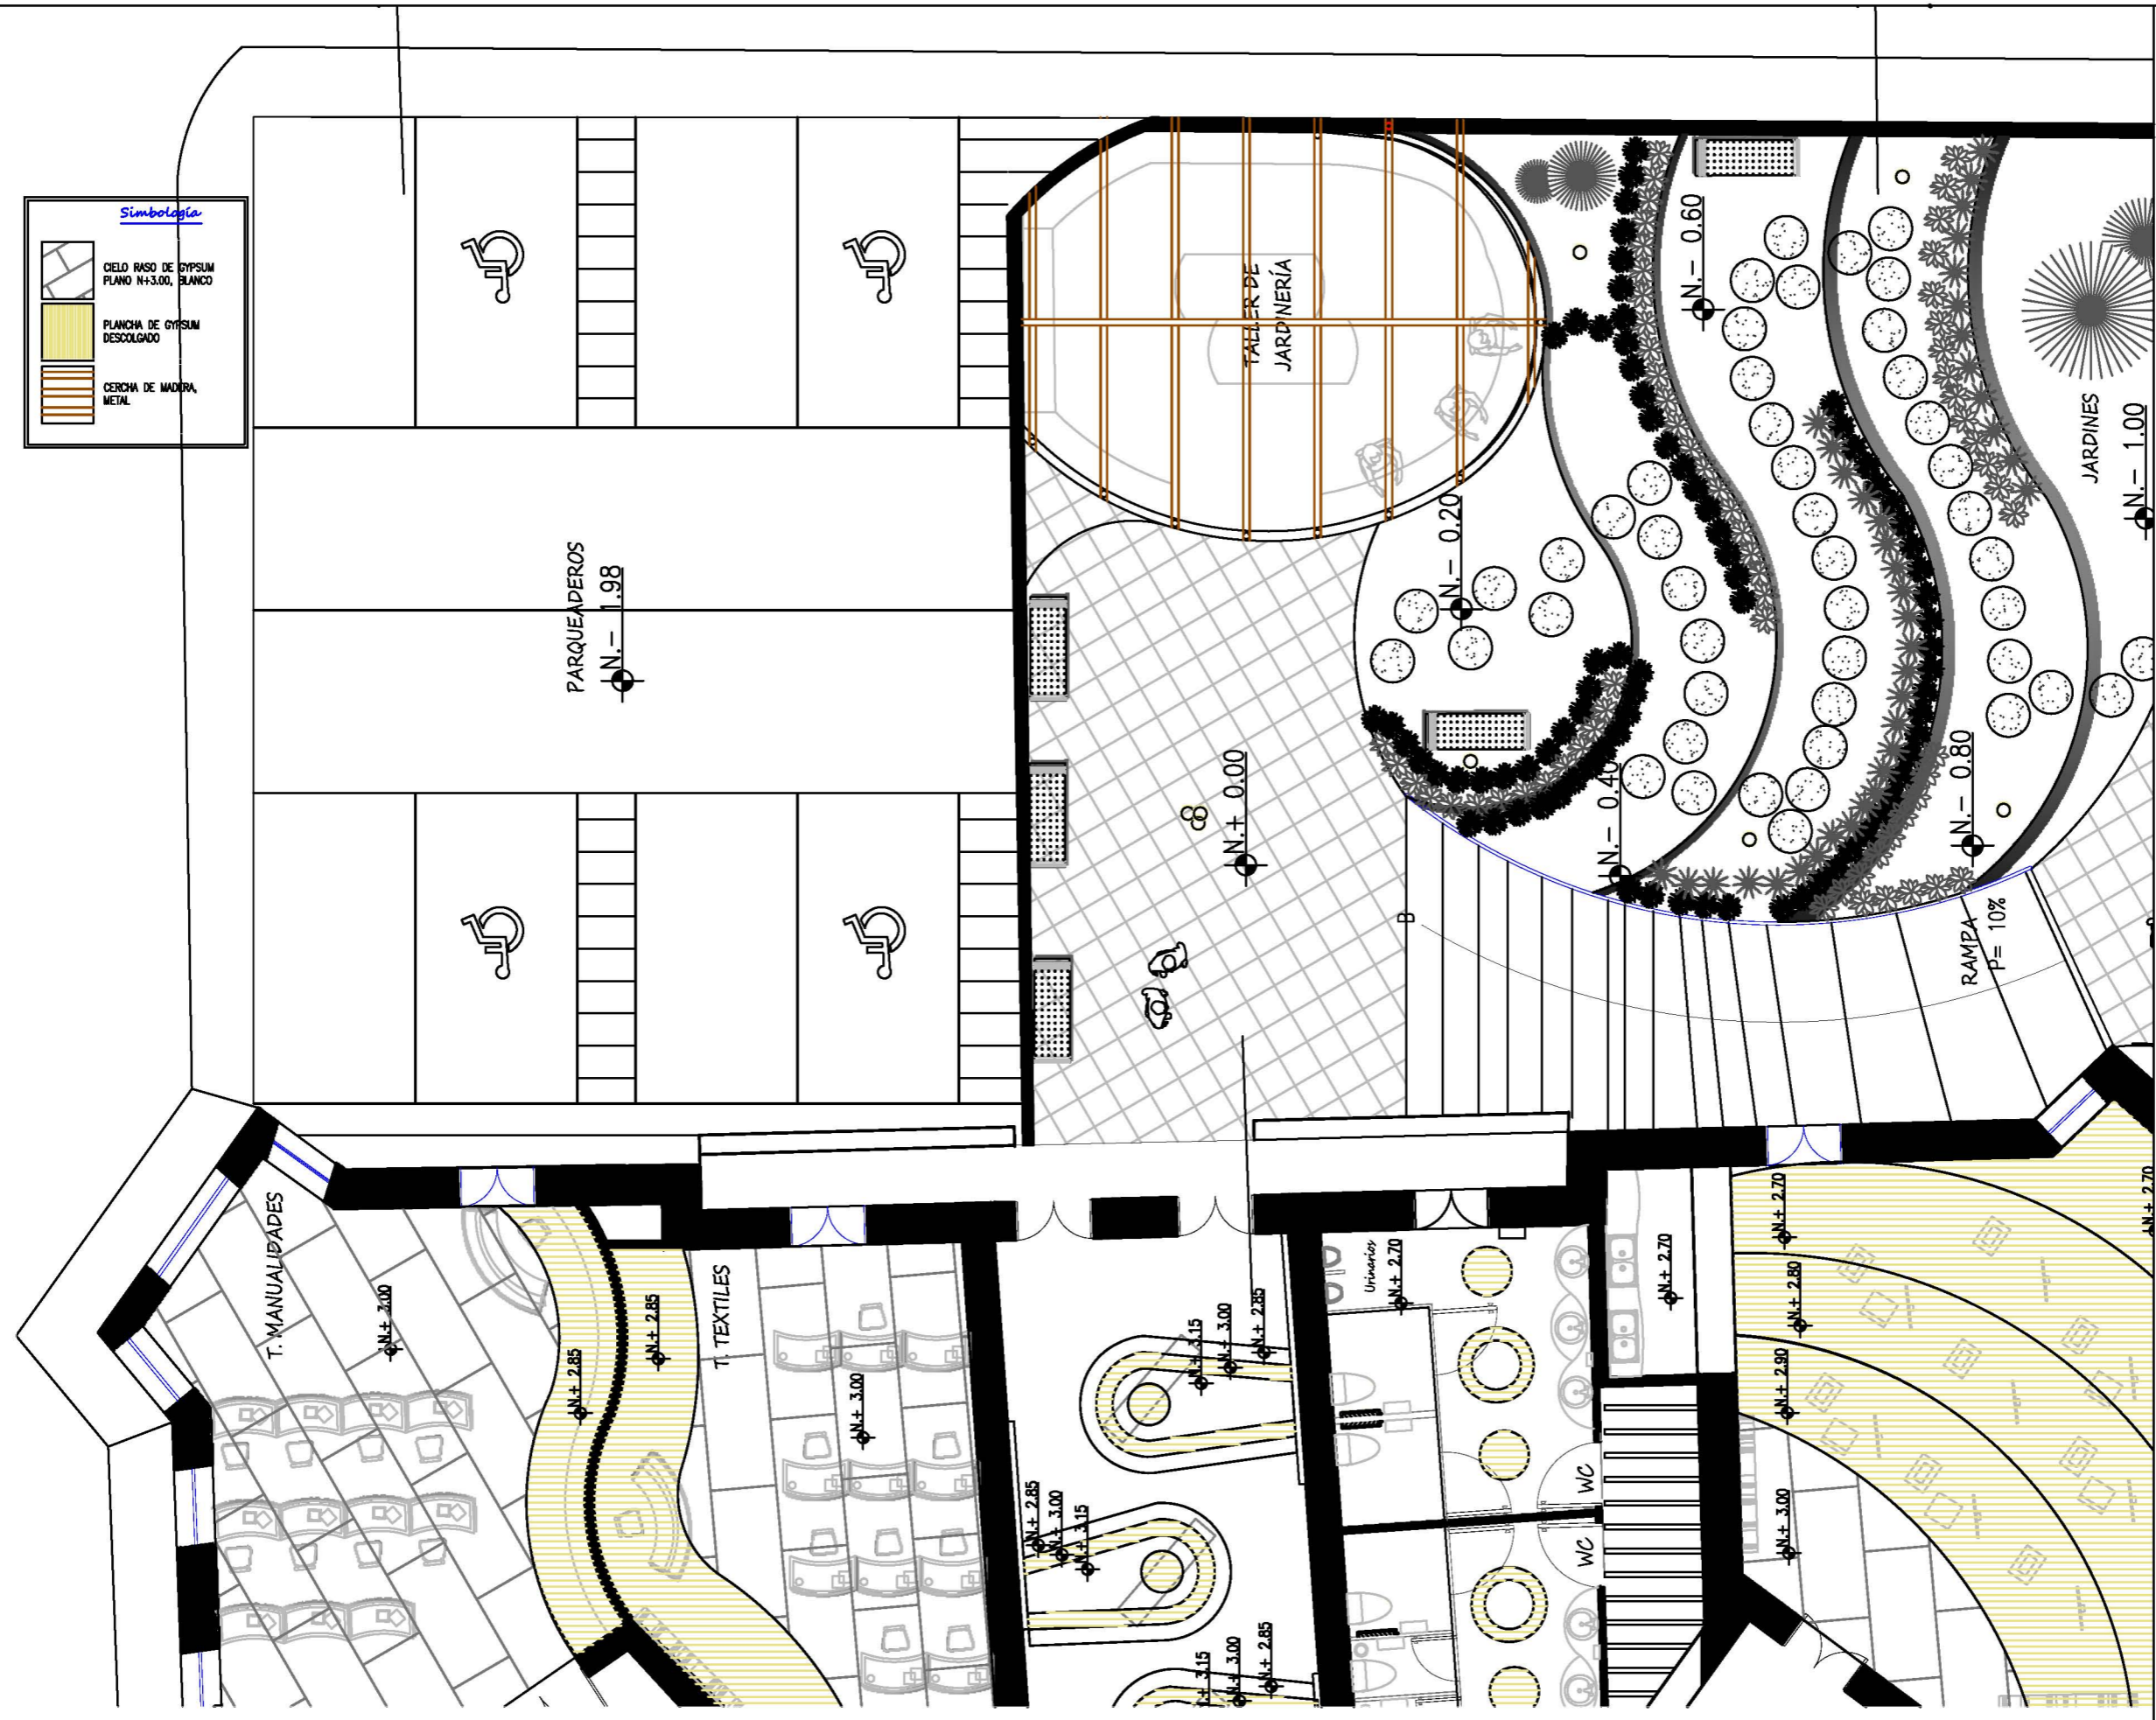 Simbología
CIELO RASO DE GYPSUM
PLANO N+3.00, BLANCO
PLANCHA DE GYPSUM
DESCOLGADO
CERCHA DE MADERA,
METAL
TALLER DE
JARDINERÍA
N.- 0.60
JARDINES
N.- 1.00
N.- 0.20
PARQUEADEROS
N.- 1.98
N.+ 0.00
N.- 0.40
N.- 0.80
B
RAMPA
P= 10%
T. MANUALIDADES
N.+ 3.00
N.+ 2.85
N.+ 2.85
T. TEXTILES
N.+ 3.00
N.+ 3.15
N.+ 3.00
N.+ 2.85
N.+ 2.85
N.+ 3.00
N.+ 3.15
3.15
N.+ 3.00
N.+ 2.85
Urinarios
N.+ 2.70
N.+ 2.70
WC
WC
N.+ 2.70
N.+ 2.80
N.+ 2.90
N.+ 3.00
N.+ 2.70